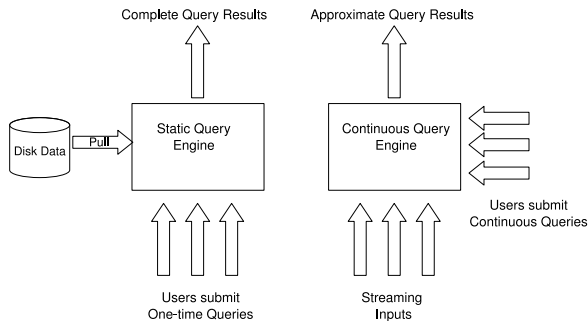 Complete Query Results
Approximate Query Results
Disk Data
Pull
Static Query
Engine
Continuous Query
Engine
Users submit
Continuous Queries
Users submit
One-time Queries
Streaming
Inputs